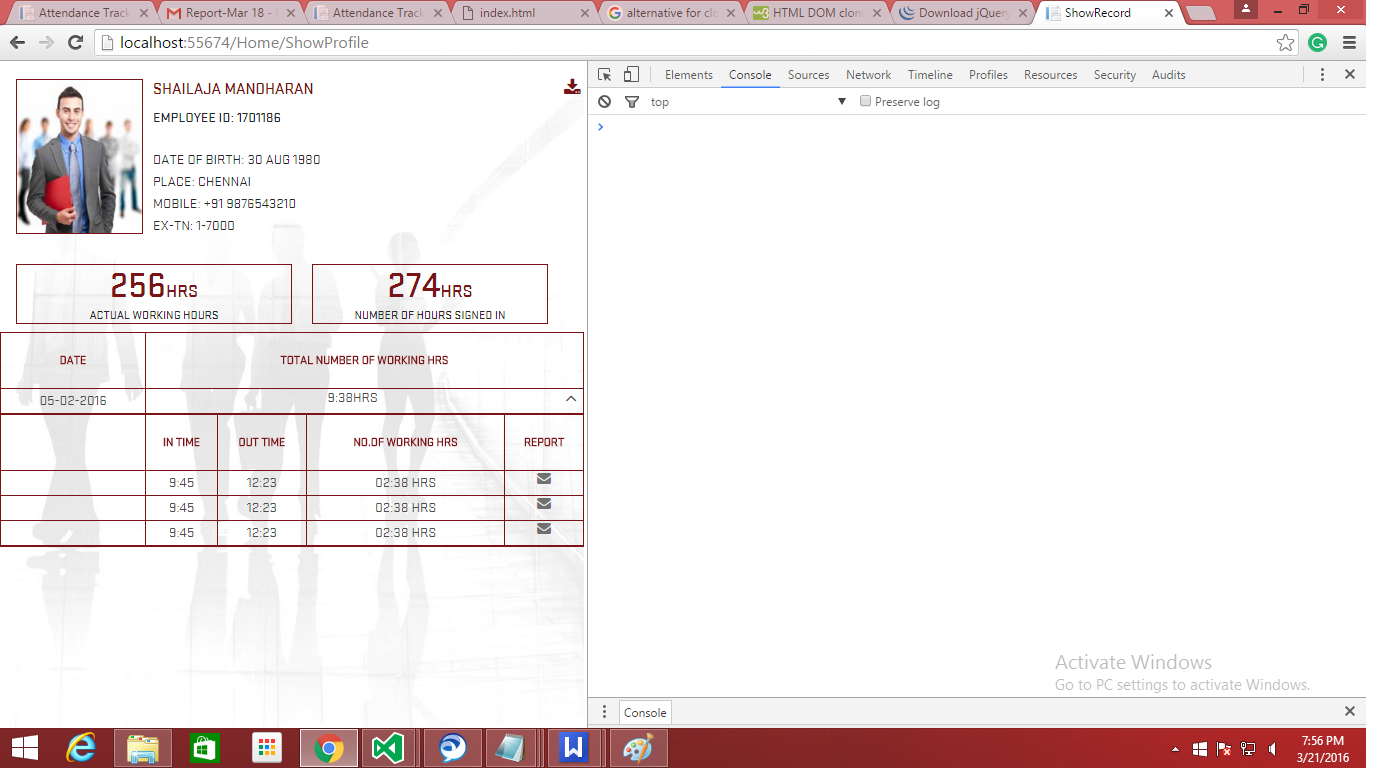 Attendance Track
Report-Mar 18 -
Attendance Track
index.html
alternative for clo
HTML DOM clon
Download jQuery
ShowRecord
localhost:55674/Home/ShowProfile
SHAILAJA MANOHARAN
EMPLOYEE ID: 1701186
DATE OF BIRTH: 30 AUG 1980
PLACE: CHENNAI
MOBILE: +91 9876543210
EX-TN: 1-7000
256HRS
ACTUAL WORKING HOURS
274HRS
NUMBER OF HOURS SIGNED IN
DATE TOTAL NUMBER OF WORKING HRS
05-02-2016 9:38HRS
IN TIME OUT TIME NO.OF WORKING HRS REPORT
9:45 12:23 02:38 HRS
9:45 12:23 02:38 HRS
9:45 12:23 02:38 HRS
Elements Console Sources Network Timeline Profiles Resources Security Audits
top Preserve log
Activate Windows
Go to PC settings to activate Windows.
Console
7:56 PM
3/21/2016